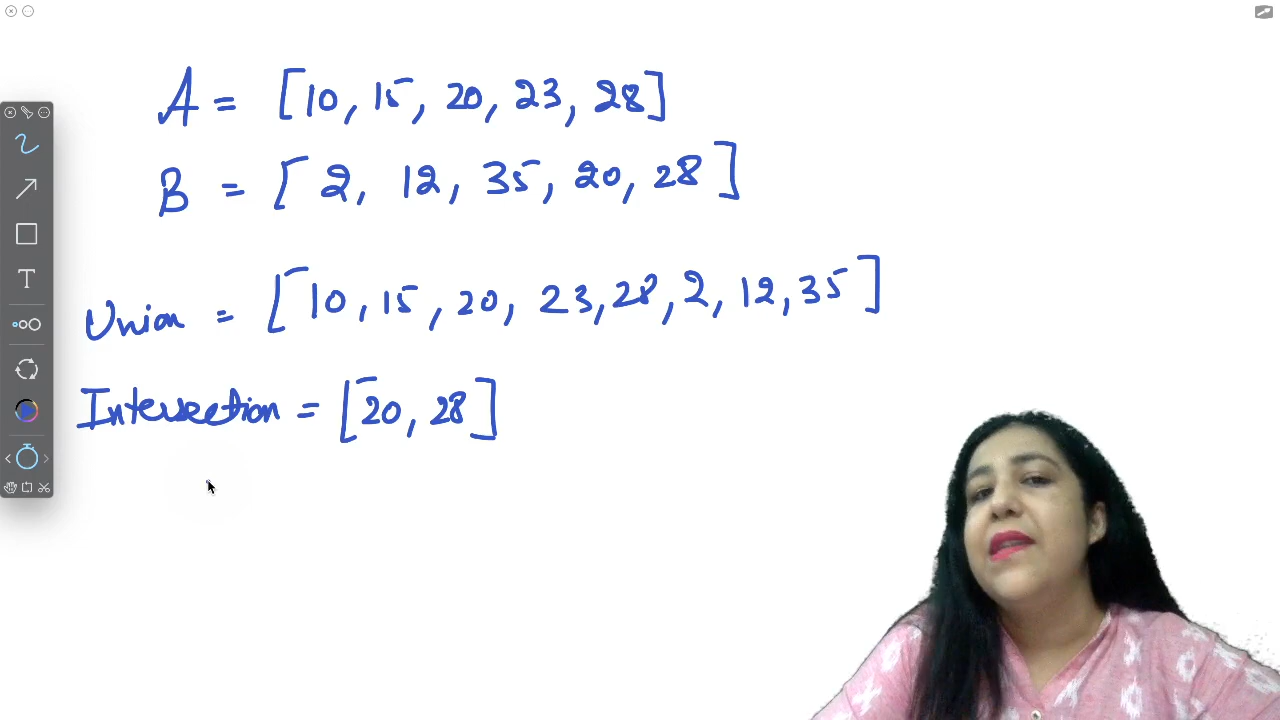 A = [10, 15, 20, 23, 28]
B = [2, 12, 35, 20, 28]
Union = [10, 15, 20, 23, 28, 2, 12, 35]
Intersection = [20, 28]
T